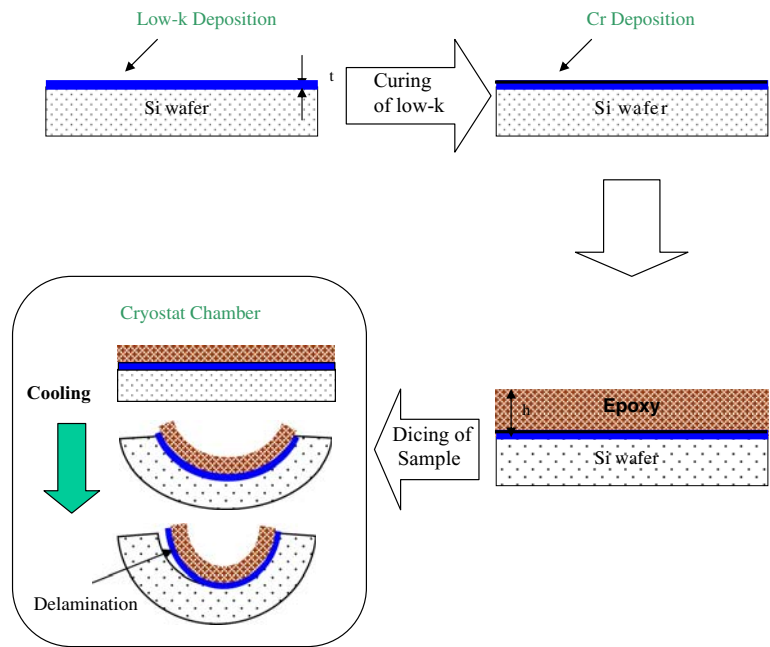 Low-k Deposition
t
Si wafer
Curing
of low-k
Cr Deposition
Si wafer
Epoxy
h
Si wafer
Dicing of
Sample
Cryostat Chamber
Cooling
Delamination